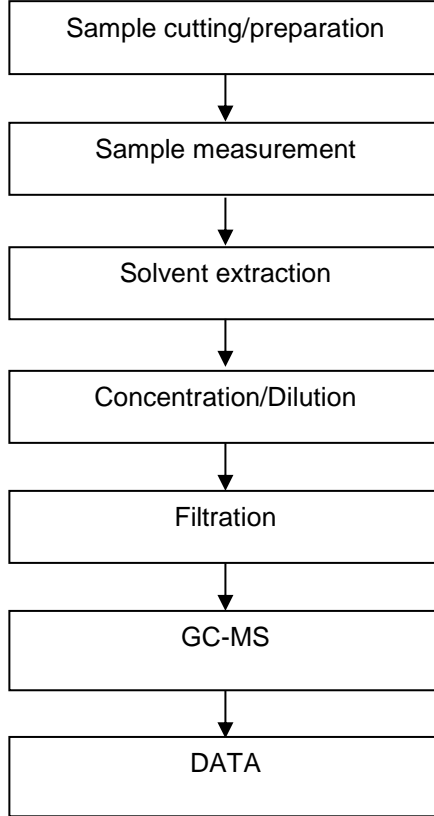 Sample cutting/preparation
Sample measurement
Solvent extraction
Concentration/Dilution
Filtration
GC-MS
DATA